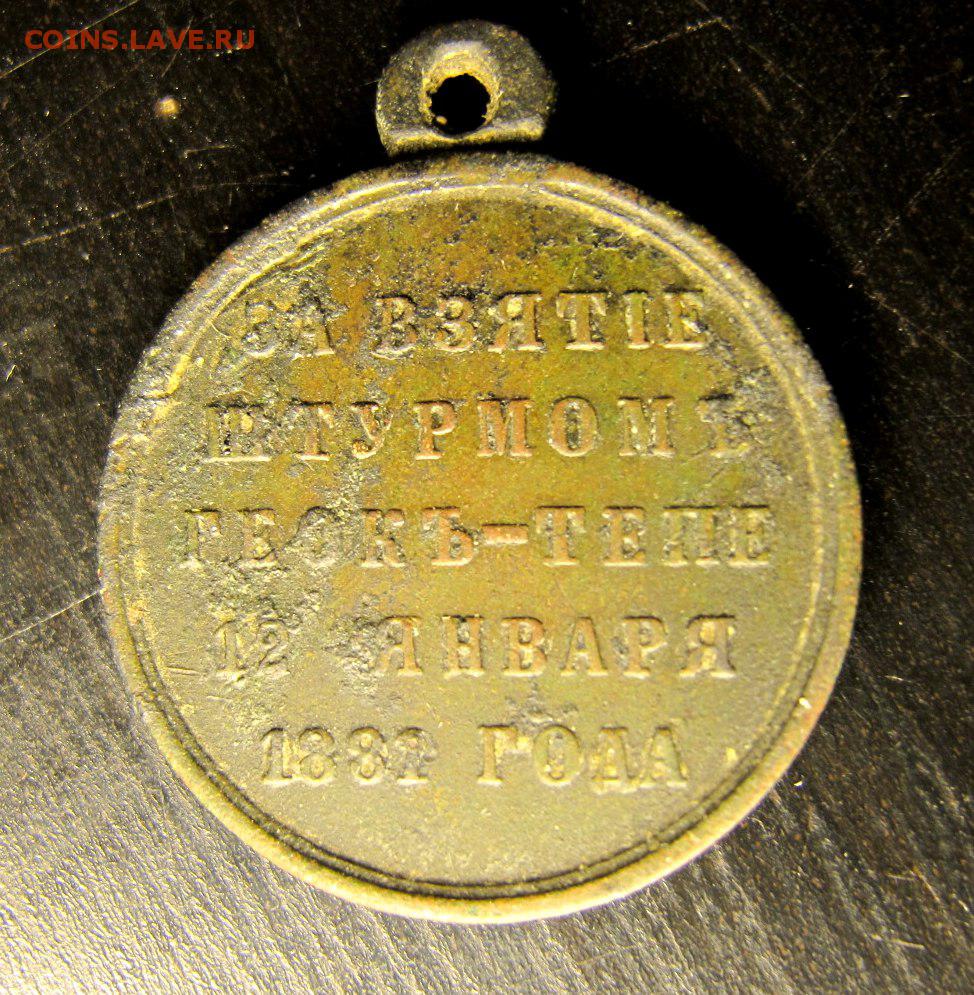 COINS.LAVE.RU
ЗА ВЗЯТІЕ
ШТУРМОМЪ
ГЕОКЪ-ТЕПЕ
12 ЯНВАРЯ
1881 ГОДА